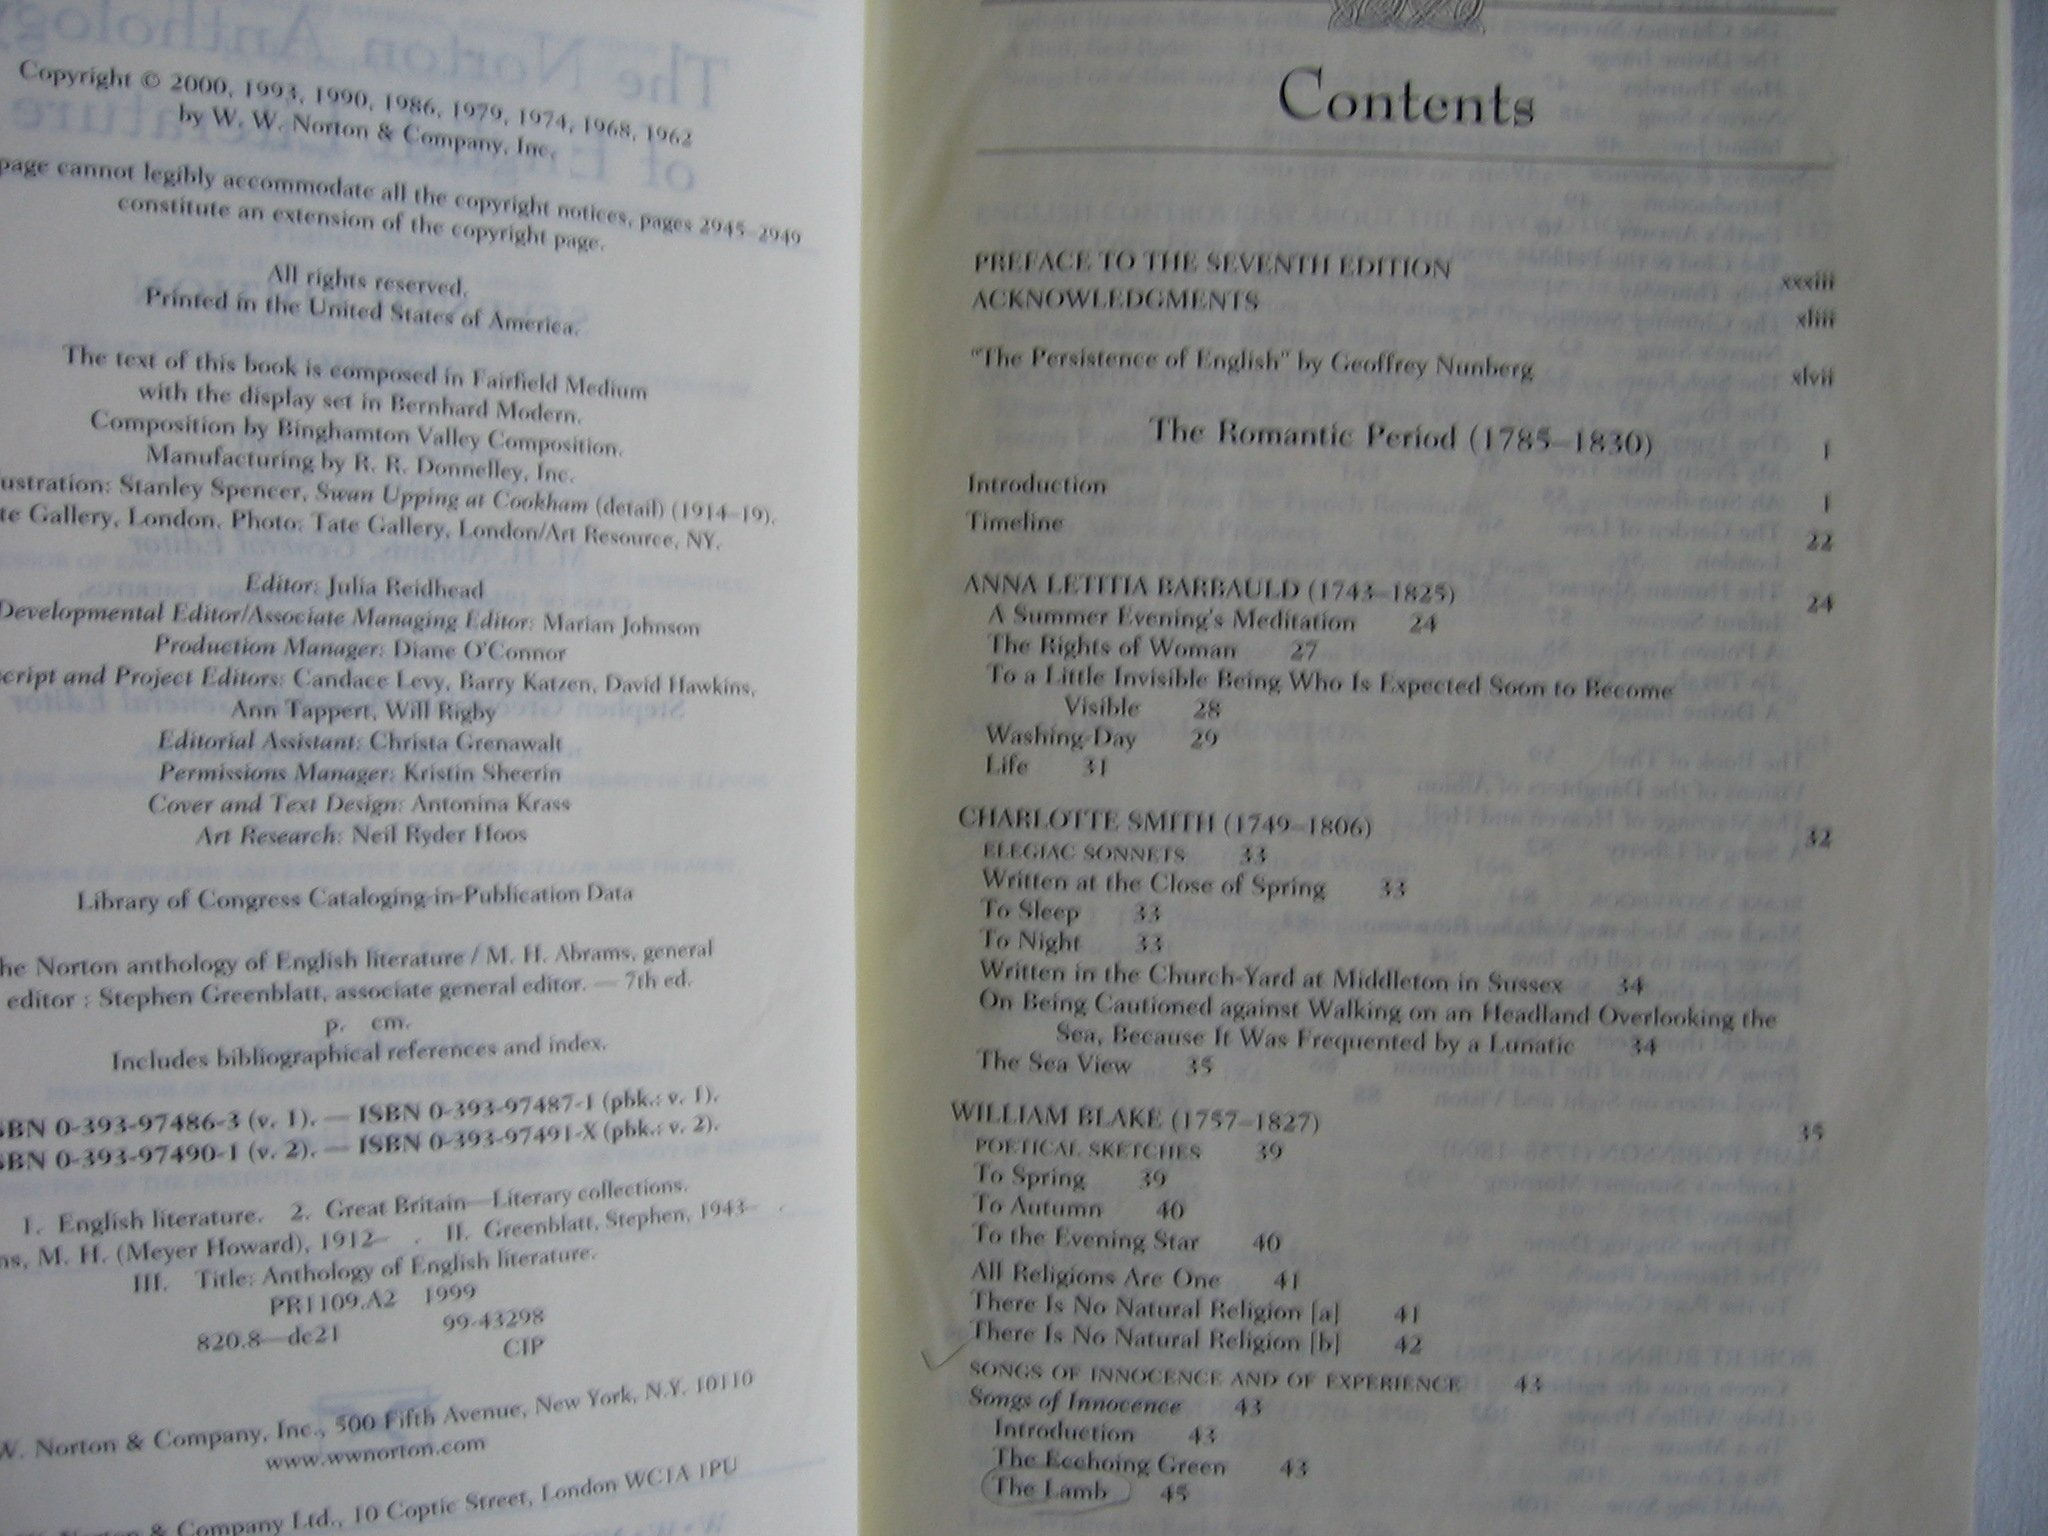 Copyright © 2000, 1993, 1990, 1986, 1979, 1974, 1968, 1962
by W. W. Norton & Company, Inc.
page cannot legibly accommodate all the copyright notices, pages 2945–2949
constitute an extension of the copyright page.
All rights reserved.
Printed in the United States of America.
The text of this book is composed in Fairfield Medium
with the display set in Bernhard Modern.
Composition by Binghamton Valley Composition.
Manufacturing by R. R. Donnelley, Inc.
ustration: Stanley Spencer, Swan Upping at Cookham (detail) (1914–19).
te Gallery, London. Photo: Tate Gallery, London/Art Resource, NY.
Editor: Julia Reidhead
Developmental Editor/Associate Managing Editor: Marian Johnson
Production Manager: Diane O'Connor
cript and Project Editors: Candace Levy, Barry Katzen, David Hawkins,
Ann Tappert, Will Rigby
Editorial Assistant: Christa Grenawalt
Permissions Manager: Kristin Sheerin
Cover and Text Design: Antonina Krass
Art Research: Neil Ryder Hoos
Library of Congress Cataloging-in-Publication Data
he Norton anthology of English literature / M. H. Abrams, general
editor ; Stephen Greenblatt, associate general editor. — 7th ed.
p. cm.
Includes bibliographical references and index.
SBN 0-393-97486-3 (v. 1). — ISBN 0-393-97487-1 (pbk.: v. 1).
SBN 0-393-97490-1 (v. 2). — ISBN 0-393-97491-X (pbk.: v. 2).
1. English literature. 2. Great Britain—Literary collections.
ns, M. H. (Meyer Howard), 1912– . II. Greenblatt, Stephen, 1943– .
III. Title: Anthology of English literature.
PR1109.A2 1999
820.8—dc21 99-43298
CIP
W. Norton & Company, Inc., 500 Fifth Avenue, New York, N.Y. 10110
www.wwnorton.com
W. Norton & Company Ltd., 10 Coptic Street, London WC1A 1PU
Contents
PREFACE TO THE SEVENTH EDITION xxxiii
ACKNOWLEDGMENTS xliii
"The Persistence of English" by Geoffrey Nunberg xlvii
The Romantic Period (1785–1830) 1
Introduction 1
Timeline 22
ANNA LETITIA BARBAULD (1743–1825) 24
A Summer Evening's Meditation 24
The Rights of Woman 27
To a Little Invisible Being Who Is Expected Soon to Become
Visible 28
Washing-Day 29
Life 31
CHARLOTTE SMITH (1749–1806) 32
ELEGIAC SONNETS 33
Written at the Close of Spring 33
To Sleep 33
To Night 33
Written in the Church-Yard at Middleton in Sussex 34
On Being Cautioned against Walking on an Headland Overlooking the
Sea, Because It Was Frequented by a Lunatic 34
The Sea View 35
WILLIAM BLAKE (1757–1827) 35
POETICAL SKETCHES 39
To Spring 39
To Autumn 40
To the Evening Star 40
All Religions Are One 41
There Is No Natural Religion [a] 41
There Is No Natural Religion [b] 42
SONGS OF INNOCENCE AND OF EXPERIENCE 43
Songs of Innocence 43
Introduction 43
The Ecchoing Green 43
The Lamb 45